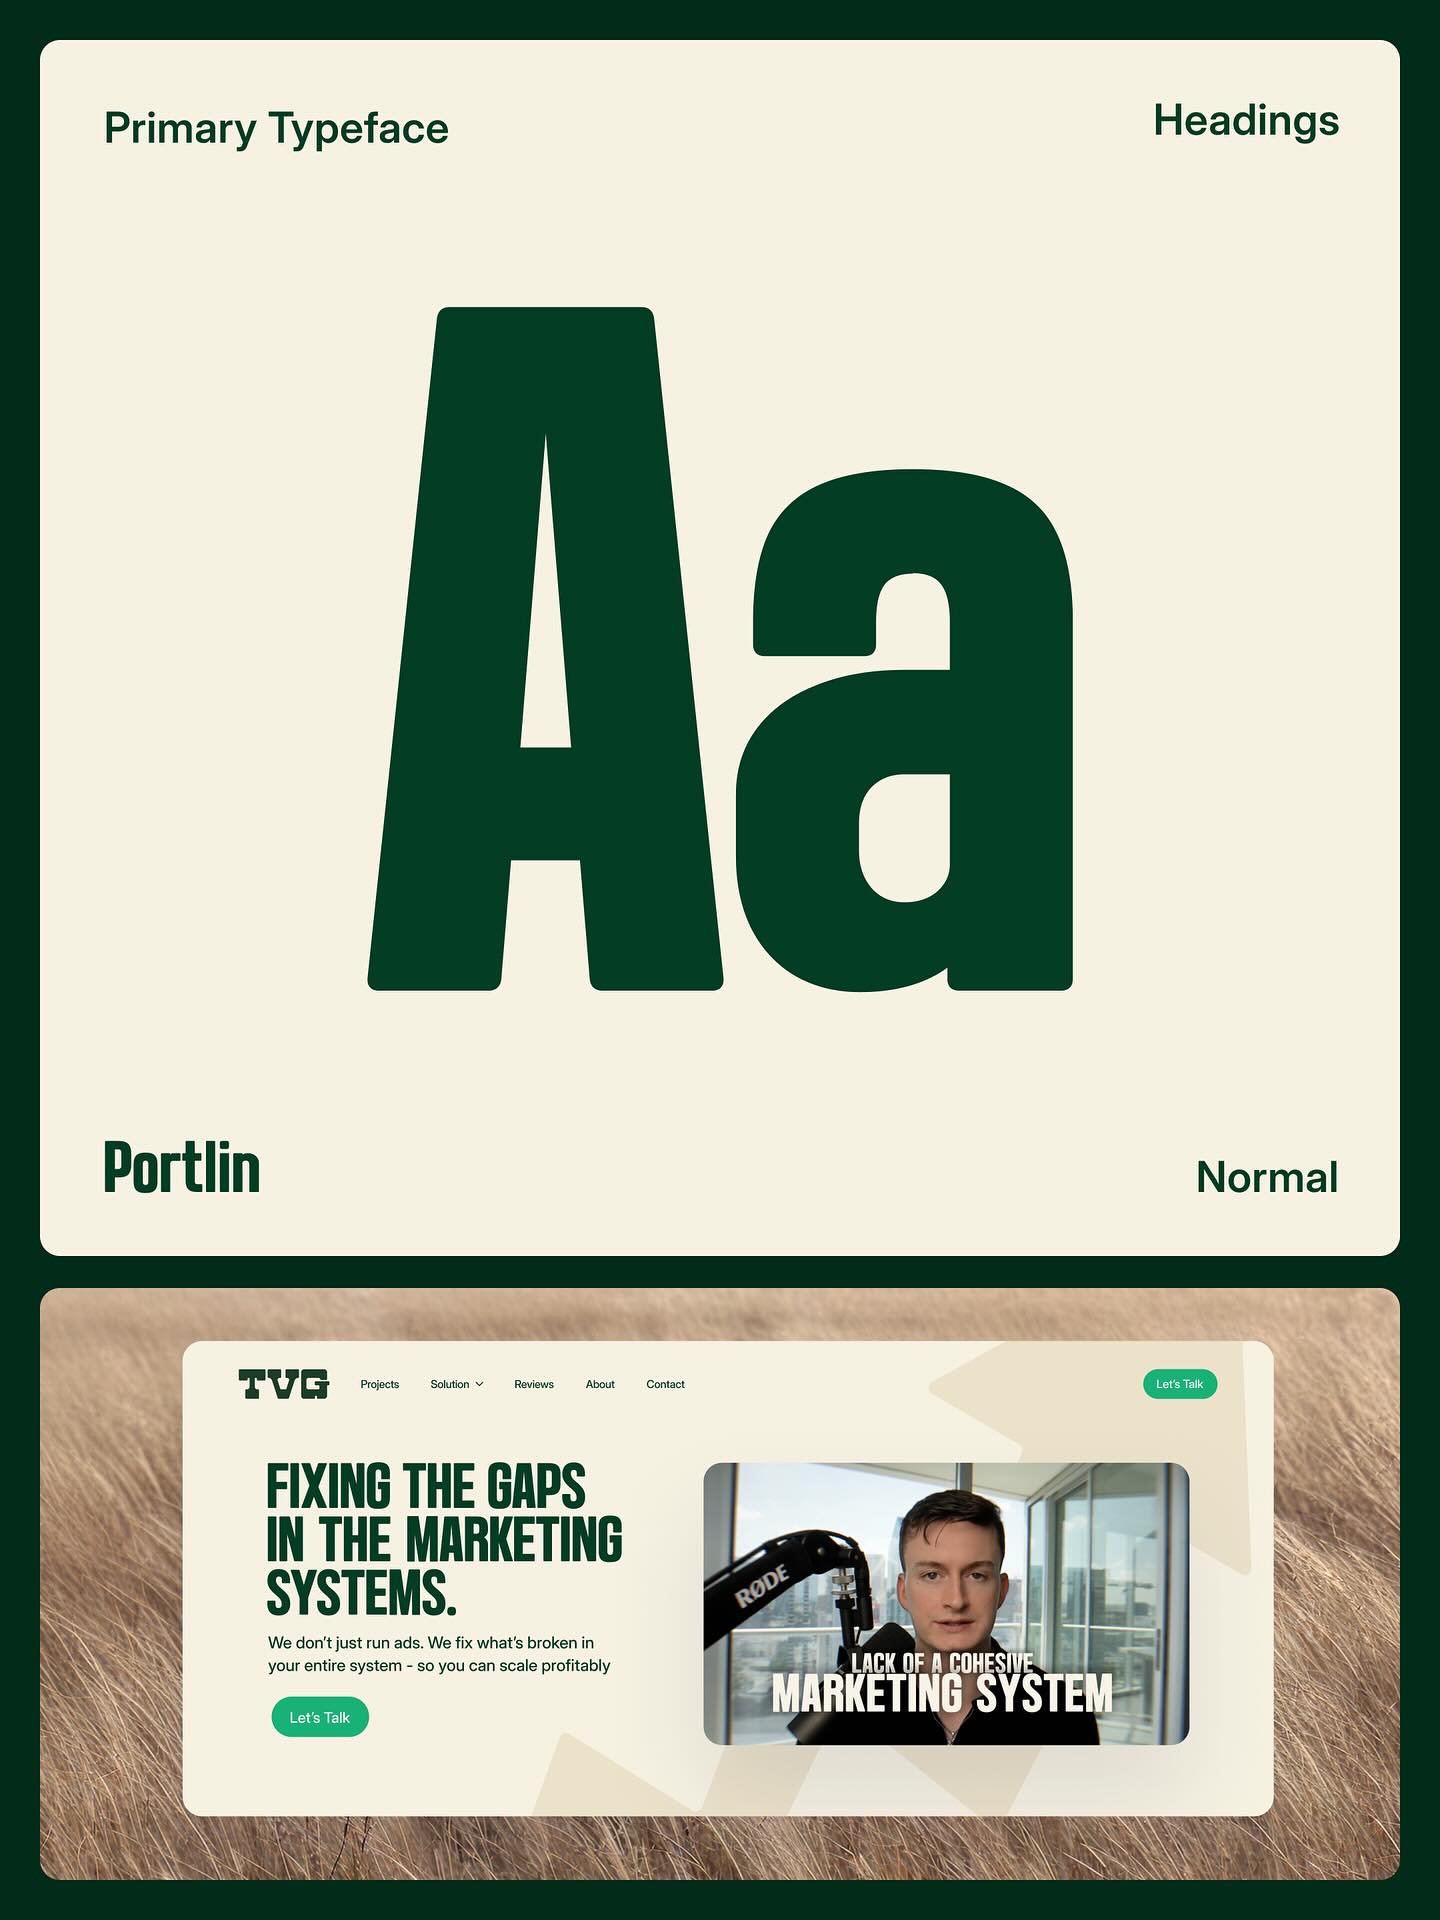 Primary Typeface
Headings
Aa
Portlin
Normal
TVG
Projects
Solution
Reviews
About
Contact
Let's Talk
FIXING THE GAPS
IN THE MARKETING
SYSTEMS.
We don't just run ads. We fix what's broken in
your entire system - so you can scale profitably
Let's Talk
RØDE
LACK OF A COHESIVE
MARKETING SYSTEM